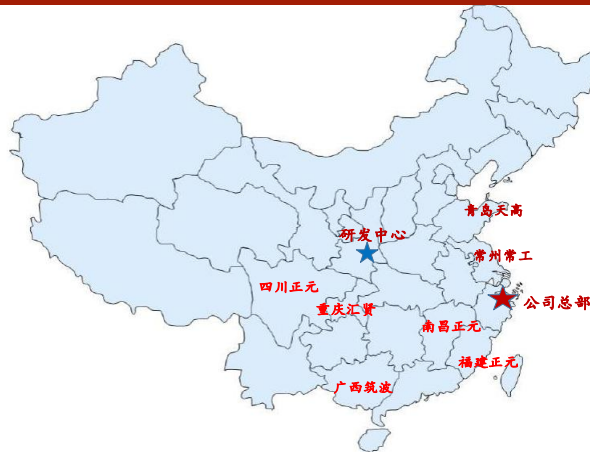 青岛天高
研发中心
常州常工
四川正元
重庆汇贤
公司总部
南昌正元
福建正元
广西筑波